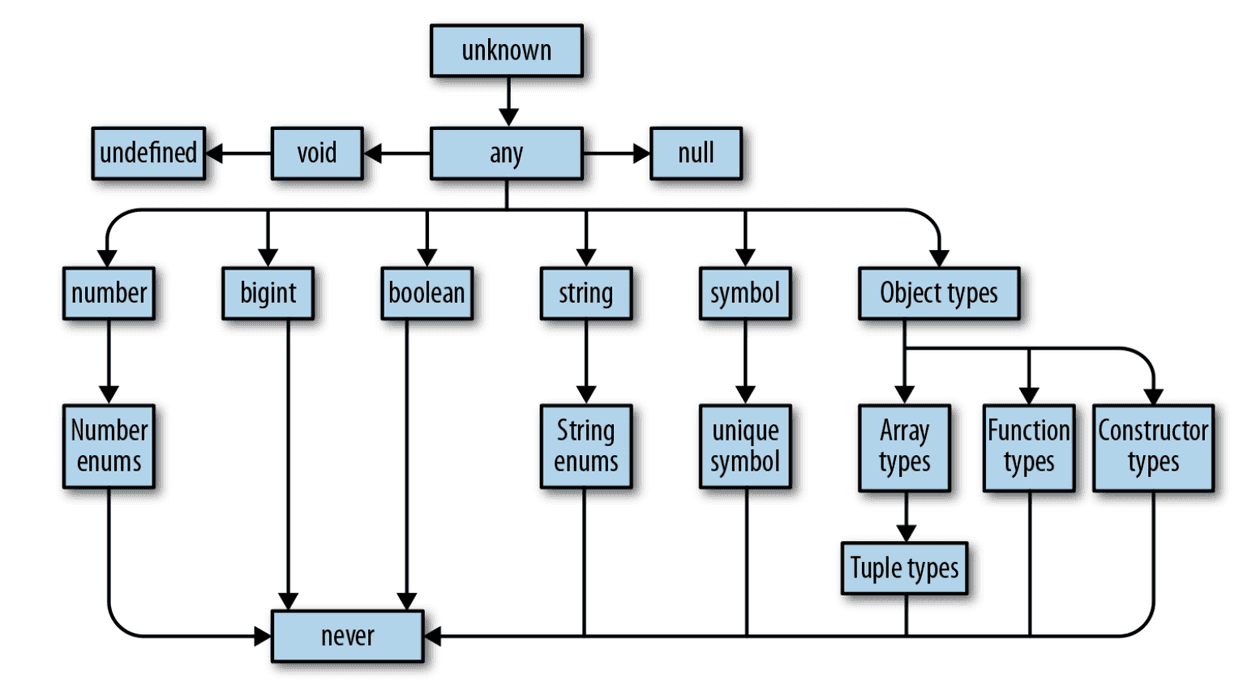 unknown
undefined
void
any
null
number
bigint
boolean
string
symbol
Object types
Number
enums
String
enums
unique
symbol
Array
types
Function
types
Constructor
types
Tuple types
never